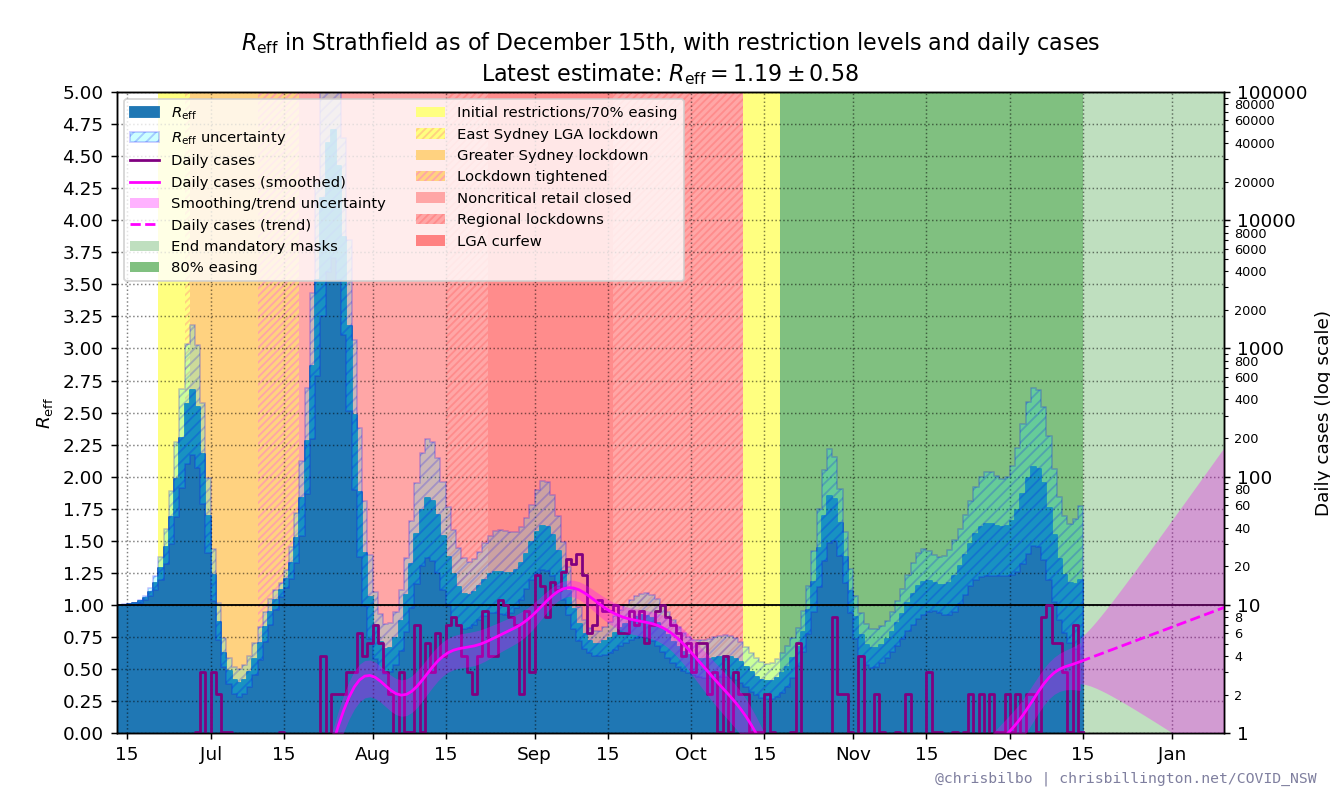 Reff in Strathfield as of December 15th, with restriction levels and daily cases
Latest estimate: Reff = 1.19 ± 0.58
Reff
Reff uncertainty
Daily cases
Daily cases (smoothed)
Smoothing/trend uncertainty
Daily cases (trend)
End mandatory masks
80% easing
Initial restrictions/70% easing
East Sydney LGA lockdown
Greater Sydney lockdown
Lockdown tightened
Noncritical retail closed
Regional lockdowns
LGA curfew
Reff
5.00
4.75
4.50
4.25
4.00
3.75
3.50
3.25
3.00
2.75
2.50
2.25
2.00
1.75
1.50
1.25
1.00
0.75
0.50
0.25
0.00
15
Jul
15
Aug
15
Sep
15
Oct
15
Nov
15
Dec
15
Jan
100000
80000
60000
40000
20000
10000
8000
6000
4000
2000
1000
800
600
400
200
100
80
60
40
20
10
8
6
4
2
1
Daily cases (log scale)
@chrisbilbo | chrisbillington.net/COVID_NSW